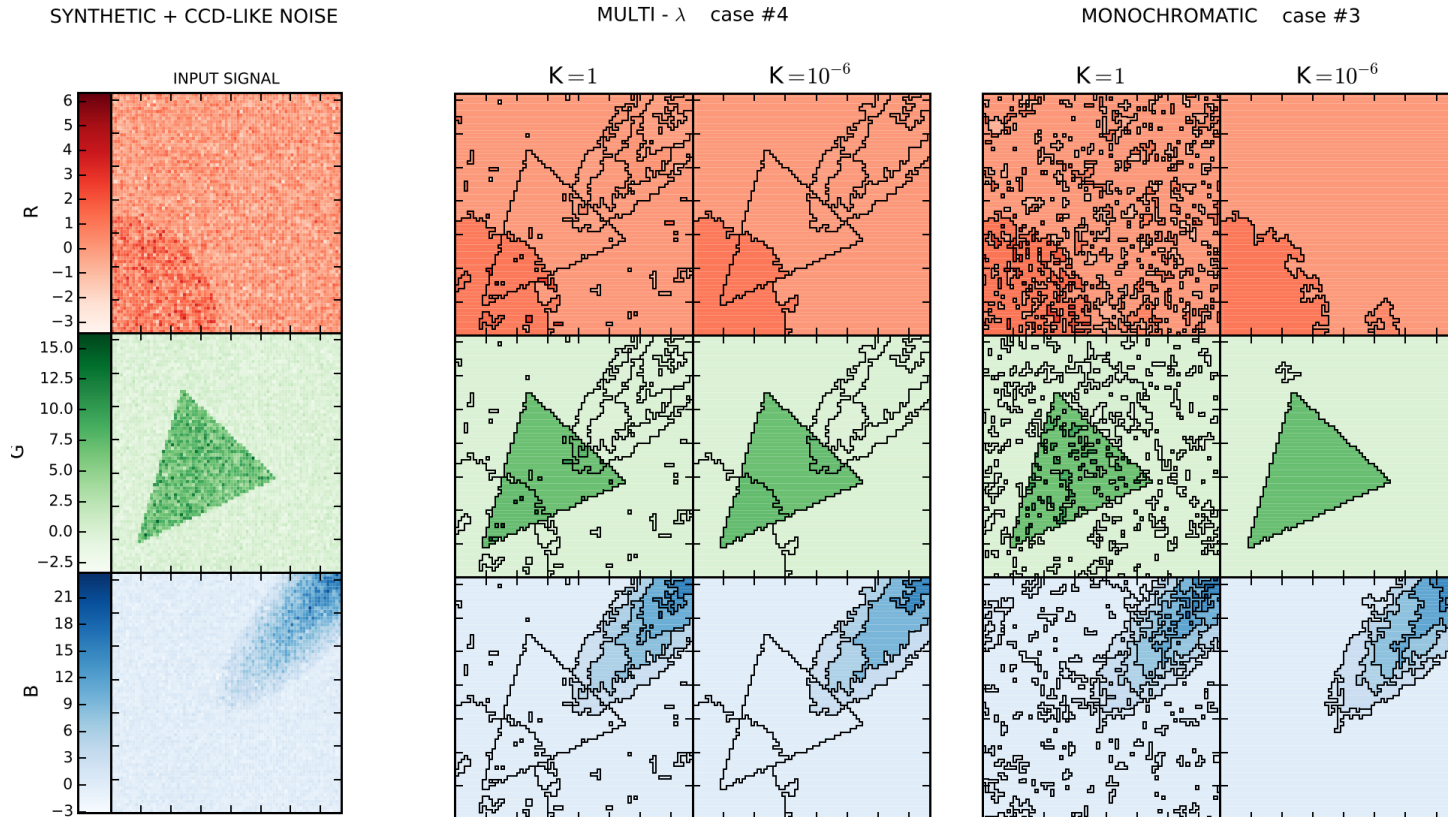 SYNTHETIC + CCD-LIKE NOISE
MULTI - λ case #4
MONOCHROMATIC case #3
INPUT SIGNAL
K = 1
K = 10⁻⁶
K = 1
K = 10⁻⁶
R
6
5
4
3
2
1
0
−1
−2
−3
G
15.0
12.5
10.0
7.5
5.0
2.5
0.0
−2.5
B
21
18
15
12
9
6
3
0
−3